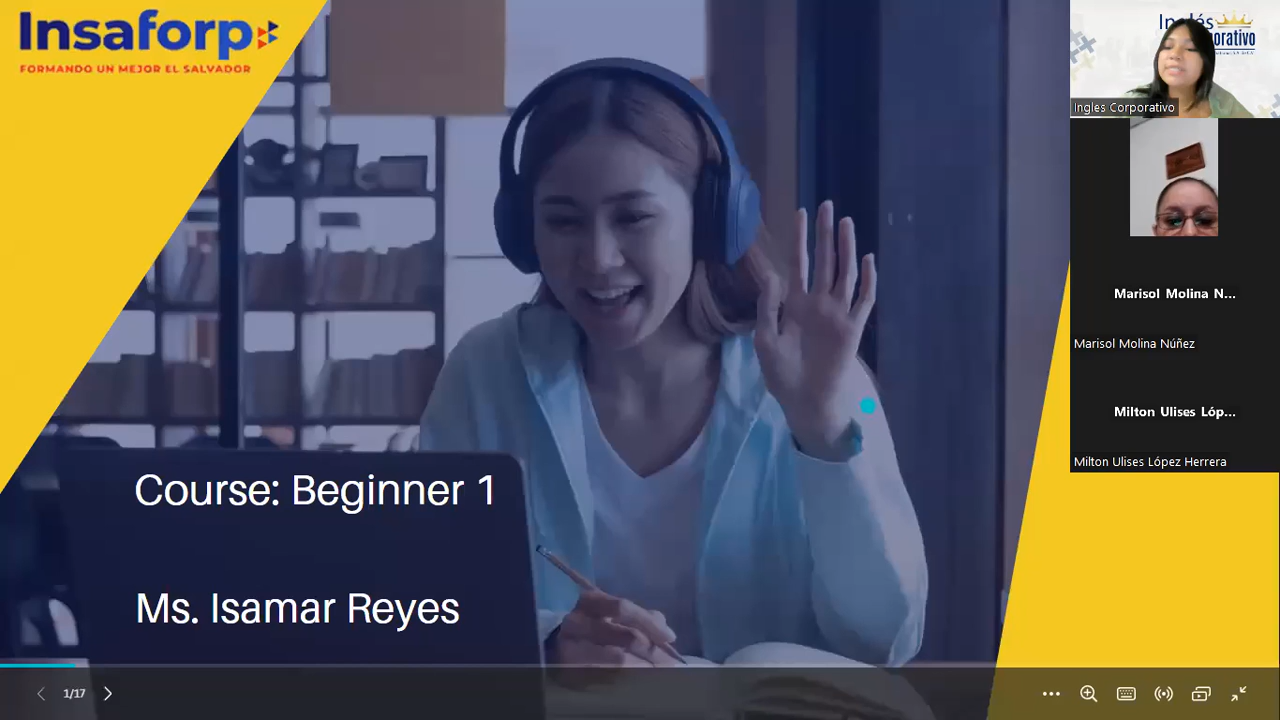 Insaforp
FORMANDO UN MEJOR EL SALVADOR
Course: Beginner 1
Ms. Isamar Reyes
1/17
Inglés
orativo
Ingles Corporativo
Marisol Molina N...
Marisol Molina Núñez
Milton Ulises Lóp...
Milton Ulises López Herrera